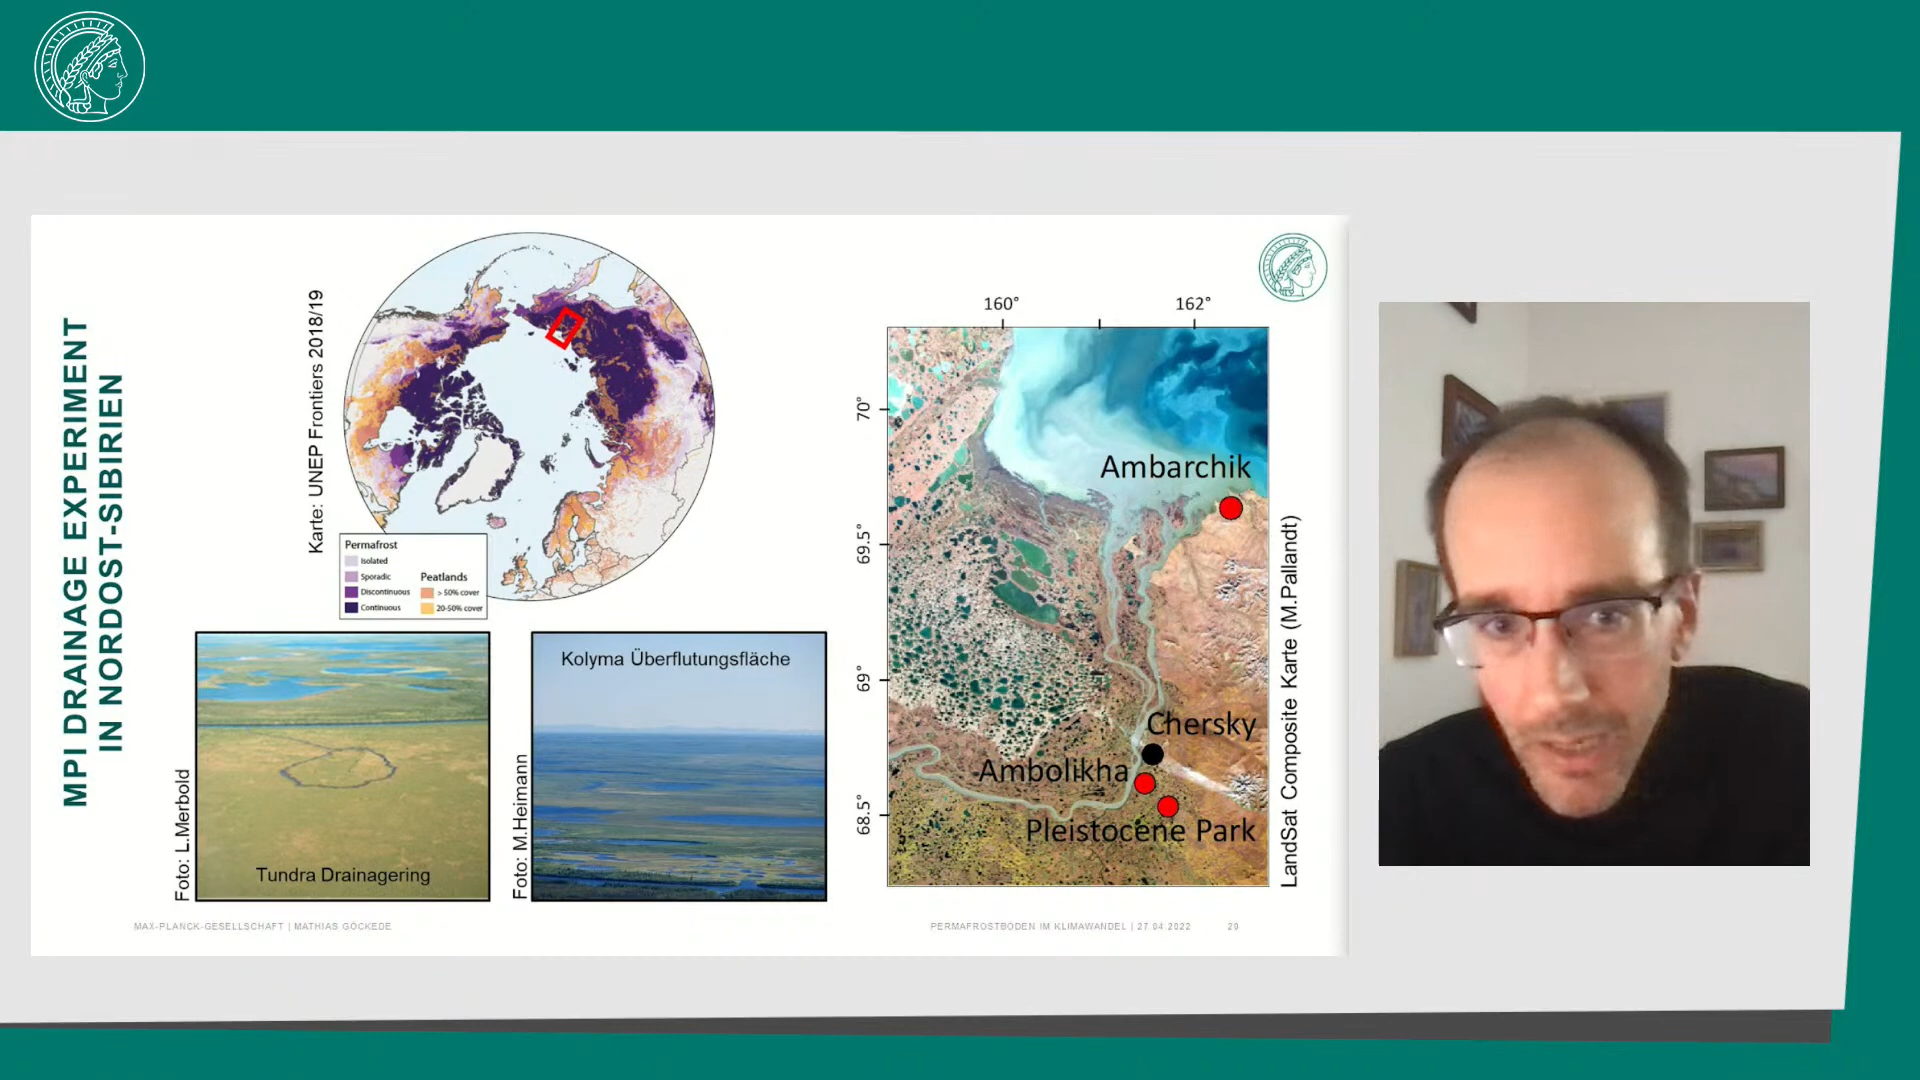 MPI DRAINAGE EXPERIMENT
IN NORDOST-SIBIRIEN
Karte: UNEP Frontiers 2018/19
Permafrost
Isolated
Sporadic
Discontinuous
Continuous
Peatlands
> 50% cover
20-50% cover
Foto: L.Merbold
Tundra Drainagering
Foto: M.Heimann
Kolyma Überflutungsfläche
160°
162°
70°
69.5°
69°
68.5°
Ambarchik
Chersky
Ambolikha
Pleistocene Park
LandSat Composite Karte (M.Pallandt)
MAX-PLANCK-GESELLSCHAFT | MATHIAS GÖCKEDE
PERMAFROSTBÖDEN IM KLIMAWANDEL | 27.04.2022
20